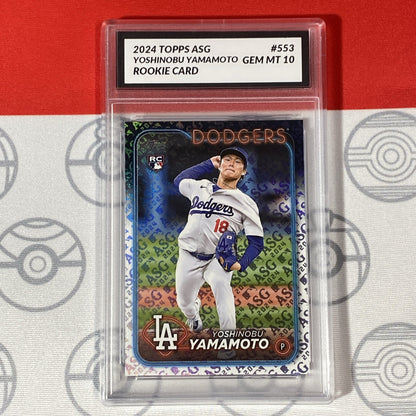 2024 TOPPS ASG #553
YOSHINOBU YAMAMOTO GEM MT 10
ROOKIE CARD
DODGERS
RC
Dodgers
18
LA
YOSHINOBU
YAMAMOTO
P